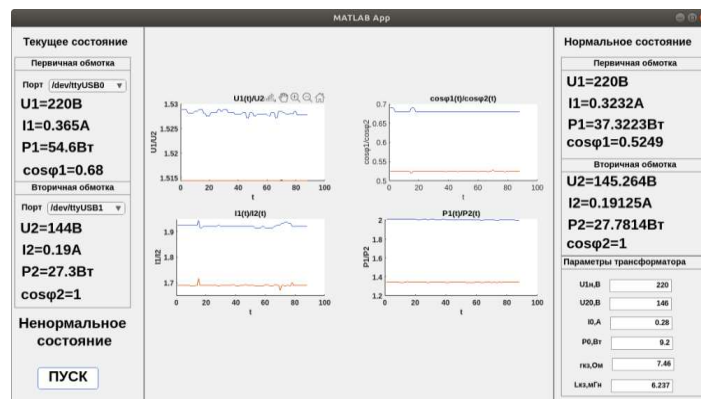 MATLAB App
Текущее состояние
Первичная обмотка
Порт /dev/ttyUSB0
U1=220В
I1=0.365А
P1=54.6Вт
cosφ1=0.68
Вторичная обмотка
Порт /dev/ttyUSB1
U2=144В
I2=0.19А
P2=27.3Вт
cosφ2=1
Ненормальное
состояние
ПУСК
U1(t)/U2
U1/U2
1.53
1.525
1.52
1.515
0 20 40 60 80 100
t
cosφ1(t)/cosφ2(t)
cosφ1/cosφ2
0.7
0.65
0.6
0.55
0.5
0 20 40 60 80 100
t
I1(t)/I2(t)
I1/I2
1.9
1.8
1.7
0 20 40 60 80 100
t
P1(t)/P2(t)
P1/P2
2
1.8
1.6
1.4
1.2
0 20 40 60 80 100
t
Нормальное состояние
Первичная обмотка
U1=220В
I1=0.3232А
P1=37.3223Вт
cosφ1=0.5249
Вторичная обмотка
U2=145.264В
I2=0.19125А
P2=27.7814Вт
cosφ2=1
Параметры трансформатора
U1н,В 220
U20,В 146
I0,А 0.28
P0,Вт 9.2
rкз,Ом 7.46
Lкз,мГн 6.237